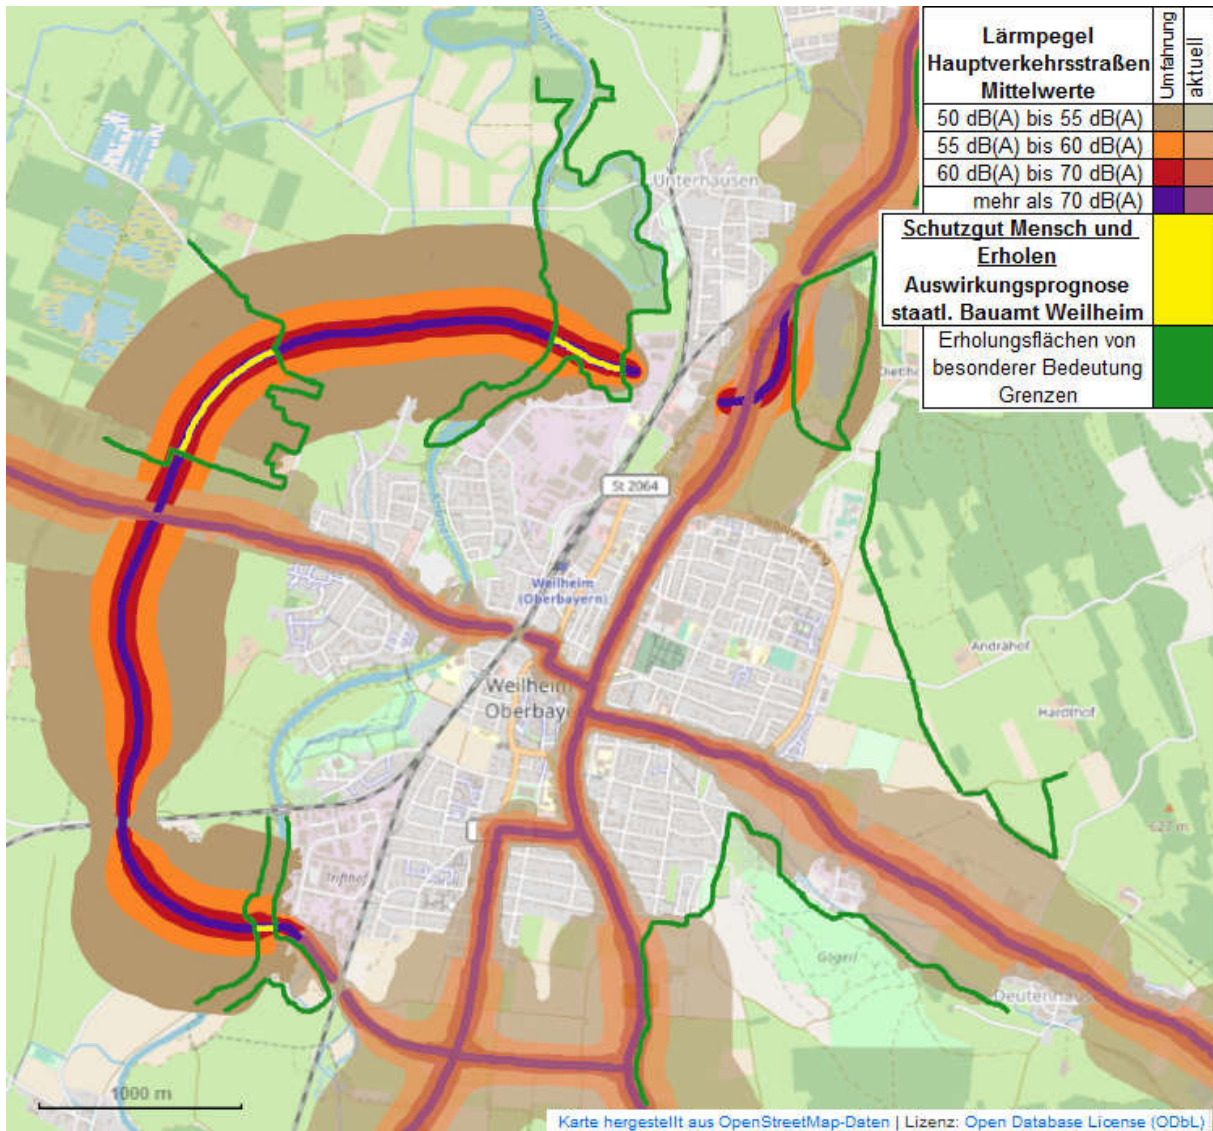 Lärmpegel
Hauptverkehrsstraßen
Mittelwerte
Umfahrung
aktuell
50 dB(A) bis 55 dB(A)
55 dB(A) bis 60 dB(A)
60 dB(A) bis 70 dB(A)
mehr als 70 dB(A)
Schutzgut Mensch und
Erholen
Auswirkungsprognose
staatl. Bauamt Weilheim
Erholungsflächen von
besonderer Bedeutung
Grenzen
Unterhausen
St 2064
Weilheim
(Oberbayern)
Andrähof
Weilheim
Oberbaye
Hardthof
627 m
Trifthof
Gögerl
Deutenhaus
1000 m
Karte hergestellt aus OpenStreetMap-Daten | Lizenz: Open Database License (ODbL)